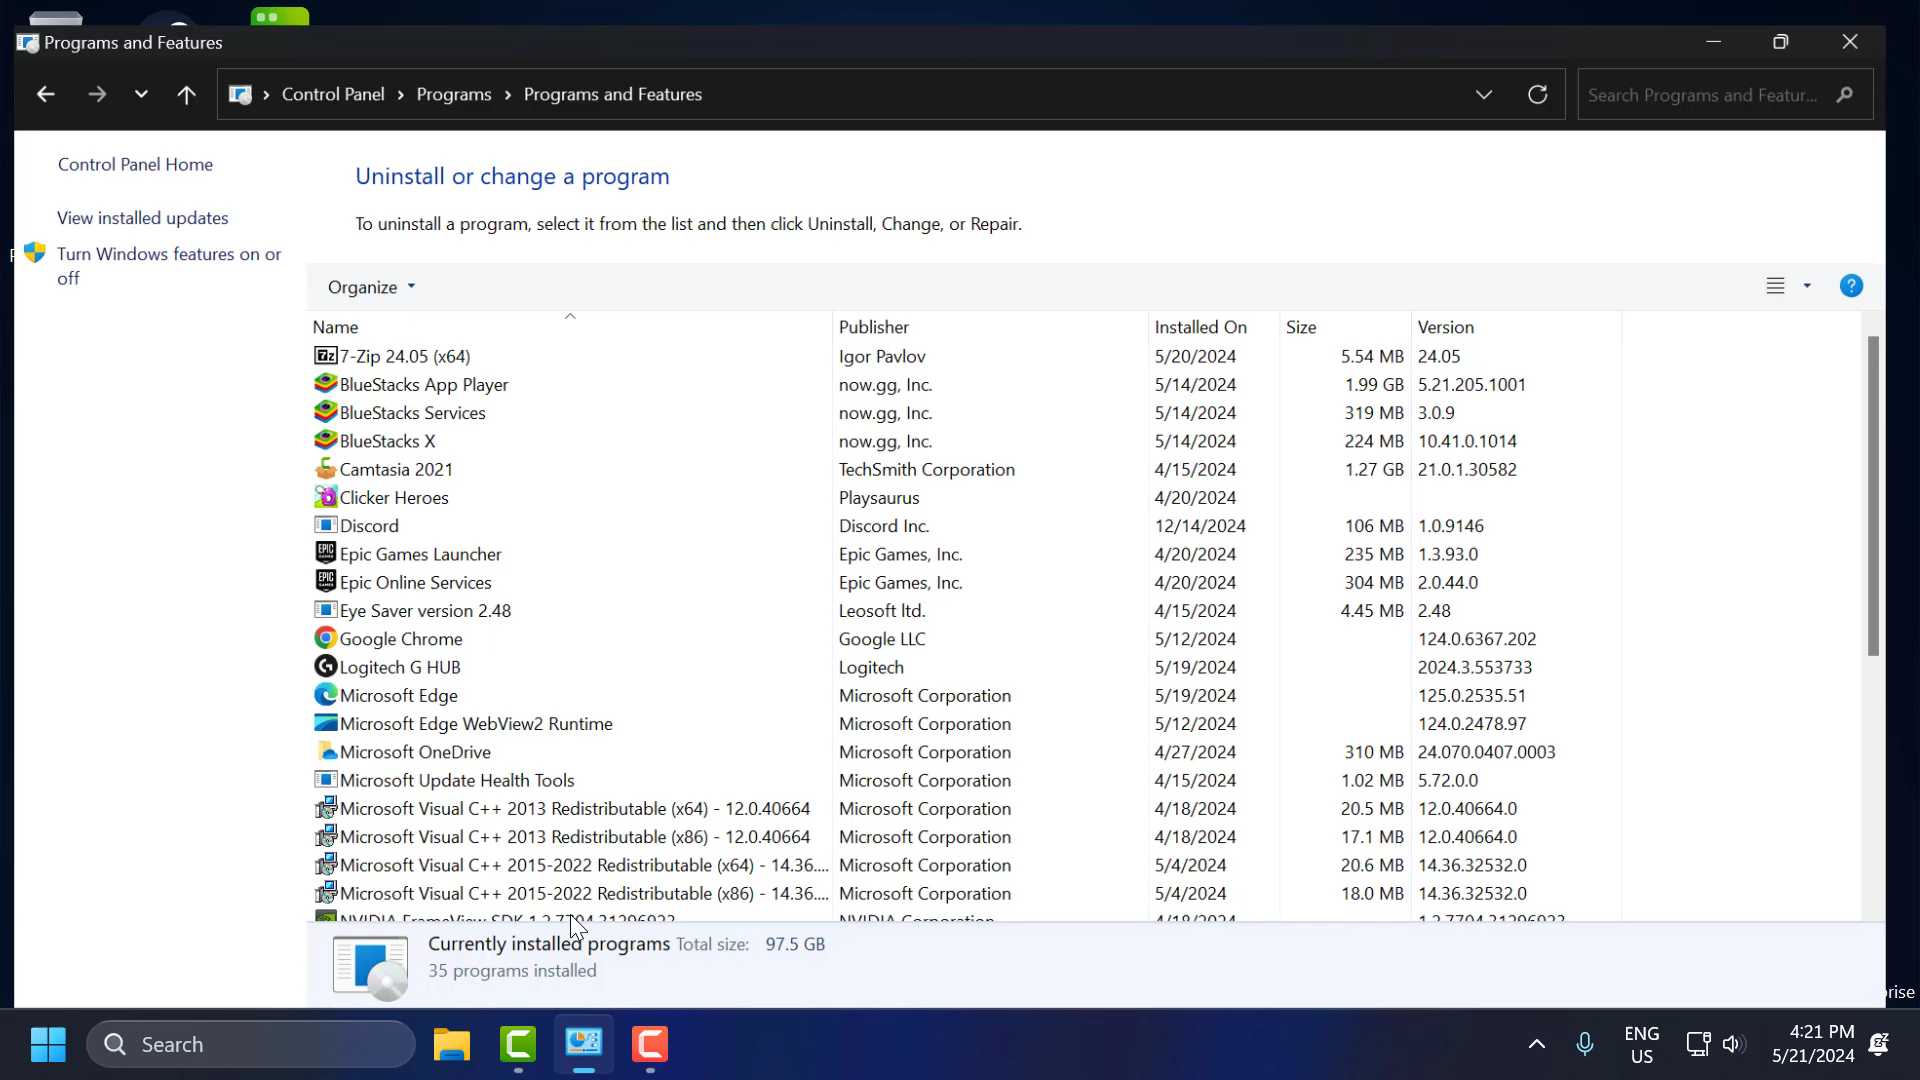 Programs and Features
Control Panel > Programs > Programs and Features
Search Programs and Featur...
Control Panel Home
View installed updates
Turn Windows features on or
off
Uninstall or change a program
To uninstall a program, select it from the list and then click Uninstall, Change, or Repair.
Organize
Name Publisher Installed On Size Version
7-Zip 24.05 (x64) Igor Pavlov 5/20/2024 5.54 MB 24.05
BlueStacks App Player now.gg, Inc. 5/14/2024 1.99 GB 5.21.205.1001
BlueStacks Services now.gg, Inc. 5/14/2024 319 MB 3.0.9
BlueStacks X now.gg, Inc. 5/14/2024 224 MB 10.41.0.1014
Camtasia 2021 TechSmith Corporation 4/15/2024 1.27 GB 21.0.1.30582
Clicker Heroes Playsaurus 4/20/2024
Discord Discord Inc. 12/14/2024 106 MB 1.0.9146
EPIC Epic Games Launcher Epic Games, Inc. 4/20/2024 235 MB 1.3.93.0
EPIC Epic Online Services Epic Games, Inc. 4/20/2024 304 MB 2.0.44.0
Eye Saver version 2.48 Leosoft ltd. 4/15/2024 4.45 MB 2.48
Google Chrome Google LLC 5/12/2024 124.0.6367.202
Logitech G HUB Logitech 5/19/2024 2024.3.553733
Microsoft Edge Microsoft Corporation 5/19/2024 125.0.2535.51
Microsoft Edge WebView2 Runtime Microsoft Corporation 5/12/2024 124.0.2478.97
Microsoft OneDrive Microsoft Corporation 4/27/2024 310 MB 24.070.0407.0003
Microsoft Update Health Tools Microsoft Corporation 4/15/2024 1.02 MB 5.72.0.0
Microsoft Visual C++ 2013 Redistributable (x64) - 12.0.40664 Microsoft Corporation 4/18/2024 20.5 MB 12.0.40664.0
Microsoft Visual C++ 2013 Redistributable (x86) - 12.0.40664 Microsoft Corporation 4/18/2024 17.1 MB 12.0.40664.0
Microsoft Visual C++ 2015-2022 Redistributable (x64) - 14.36.... Microsoft Corporation 5/4/2024 20.6 MB 14.36.32532.0
Microsoft Visual C++ 2015-2022 Redistributable (x86) - 14.36.... Microsoft Corporation 5/4/2024 18.0 MB 14.36.32532.0
NVIDIA FrameView SDK NVIDIA Corporation 4/18/2024
Currently installed programs Total size: 97.5 GB
35 programs installed
Search
ENG
US
4:21 PM
5/21/2024